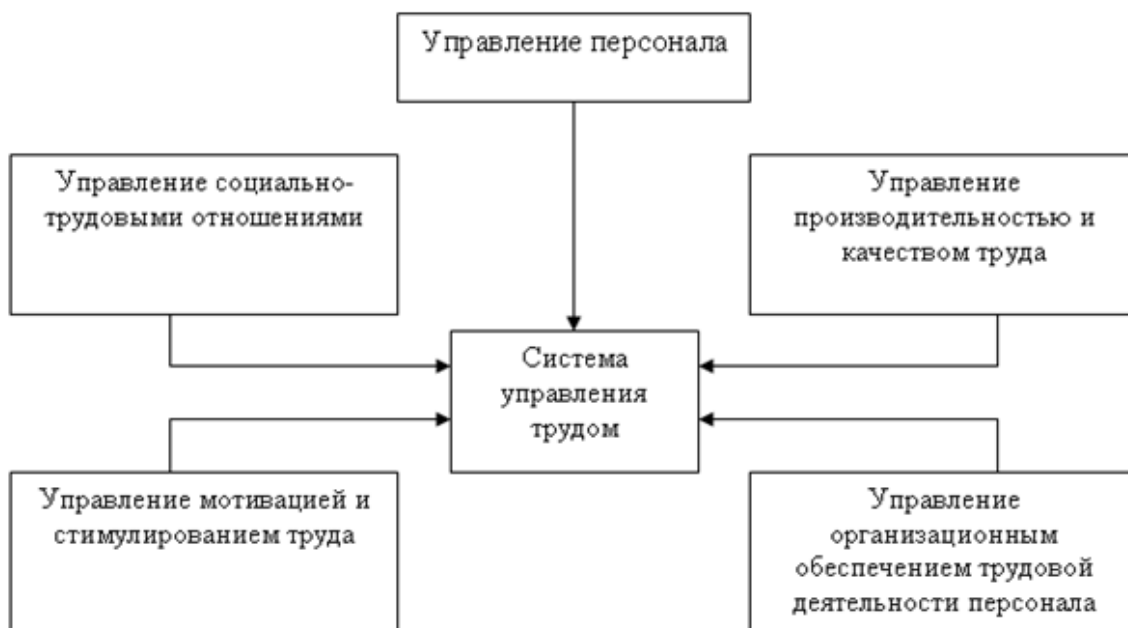 Управление персонала
Управление социально-
трудовыми отношениями
Управление
производительностью и
качеством труда
Система
управления
трудом
Управление мотивацией и
стимулированием труда
Управление
организационным
обеспечением трудовой
деятельности персонала